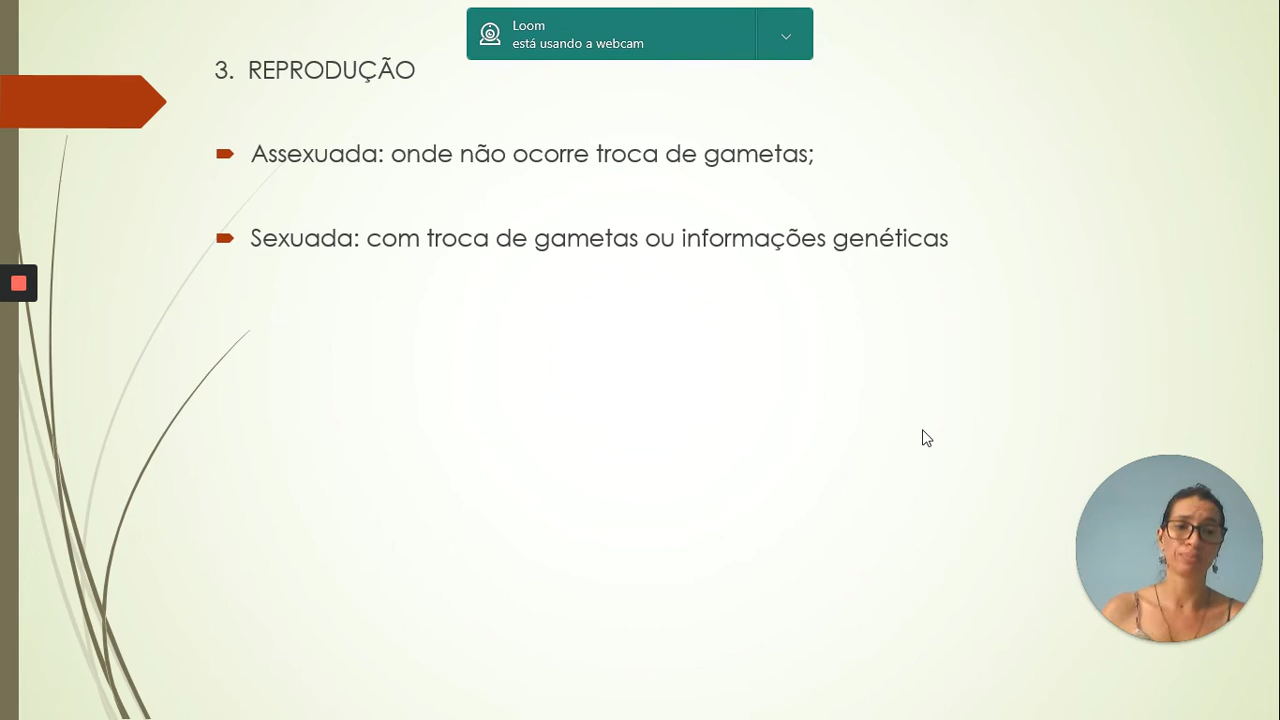 Loom
está usando a webcam
3. REPRODUÇÃO
Assexuada: onde não ocorre troca de gametas;
Sexuada: com troca de gametas ou informações genéticas